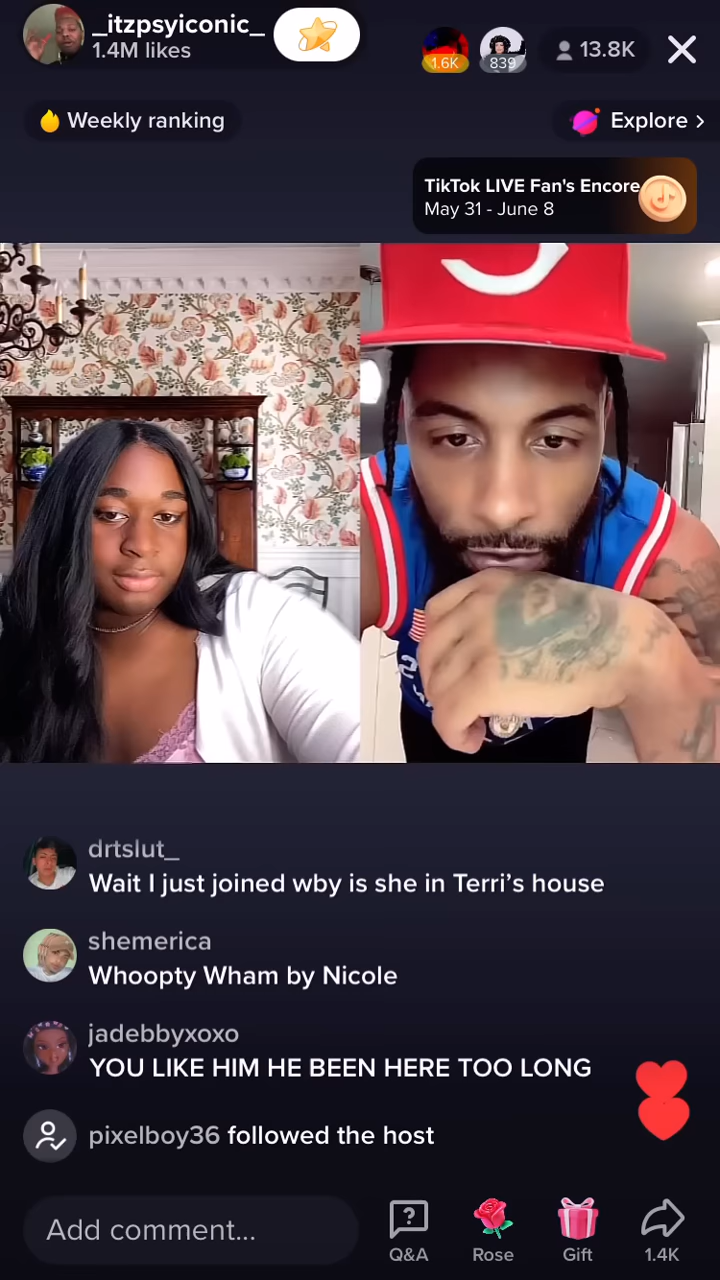 _itzpsyiconic_
1.4M likes
1.6K
839
13.8K
Weekly ranking
Explore >
TikTok LIVE Fan's Encore
May 31 - June 8
drtslut_
Wait I just joined wby is she in Terri’s house
shemerica
Whoopty Wham by Nicole
jadebbyxoxo
YOU LIKE HIM HE BEEN HERE TOO LONG
pixelboy36 followed the host
Add comment...
Q&A
Rose
Gift
1.4K